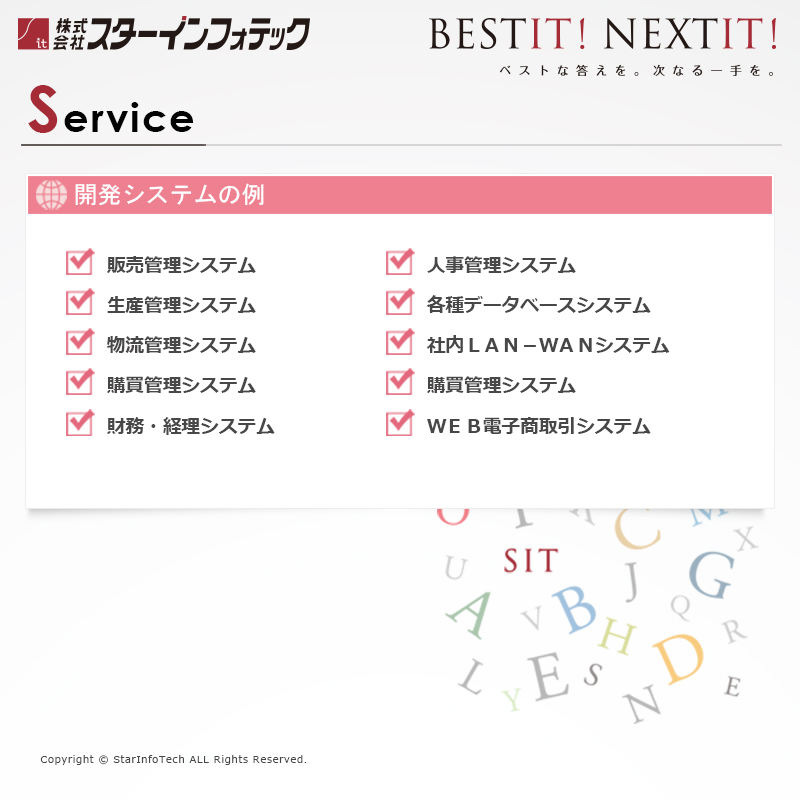 it 株式会社スターインフォテック
BESTIT! NEXTIT!
ベストな答えを。次なる一手を。
Service
開発システムの例
販売管理システム
生産管理システム
物流管理システム
購買管理システム
財務・経理システム
人事管理システム
各種データベースシステム
社内LAN−WANシステム
購買管理システム
WEB電子商取引システム
C M X
U SIT J G
A V B H Q R
L Y E S N D E
Copyright © StarInfoTech ALL Rights Reserved.